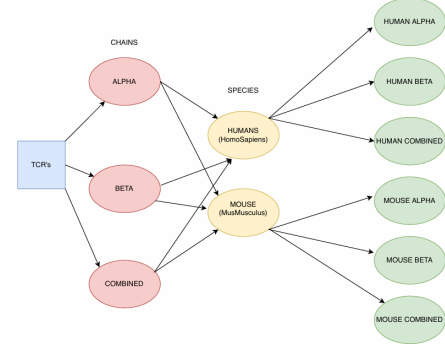 HUMAN ALPHA
CHAINS
ALPHA
SPECIES
HUMAN BETA
HUMANS
(HomoSapiens)
HUMAN COMBINED
TCR's
BETA
MOUSE
(MusMusculus)
MOUSE ALPHA
MOUSE BETA
COMBINED
MOUSE COMBINED